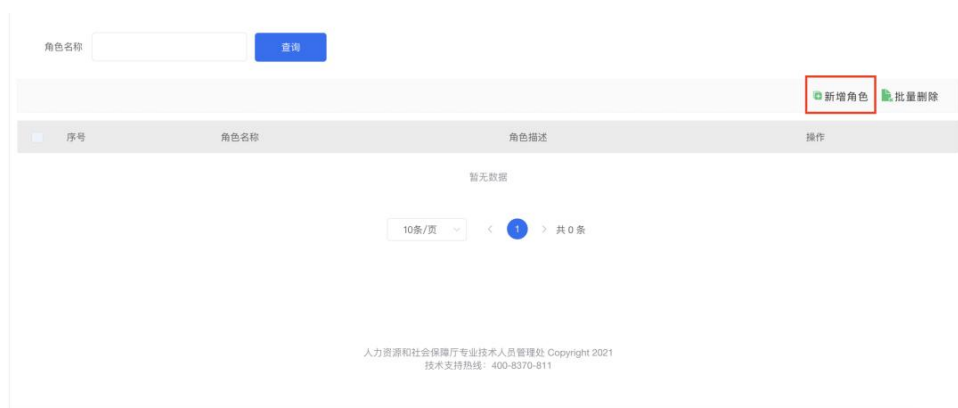 角色名称 查询
新增角色 批量删除
序号 角色名称 角色描述 操作
暂无数据
10条/页 < 1 > 共 0 条
人力资源和社会保障厅专业技术人员管理处 Copyright 2021
技术支持热线：400-8370-811